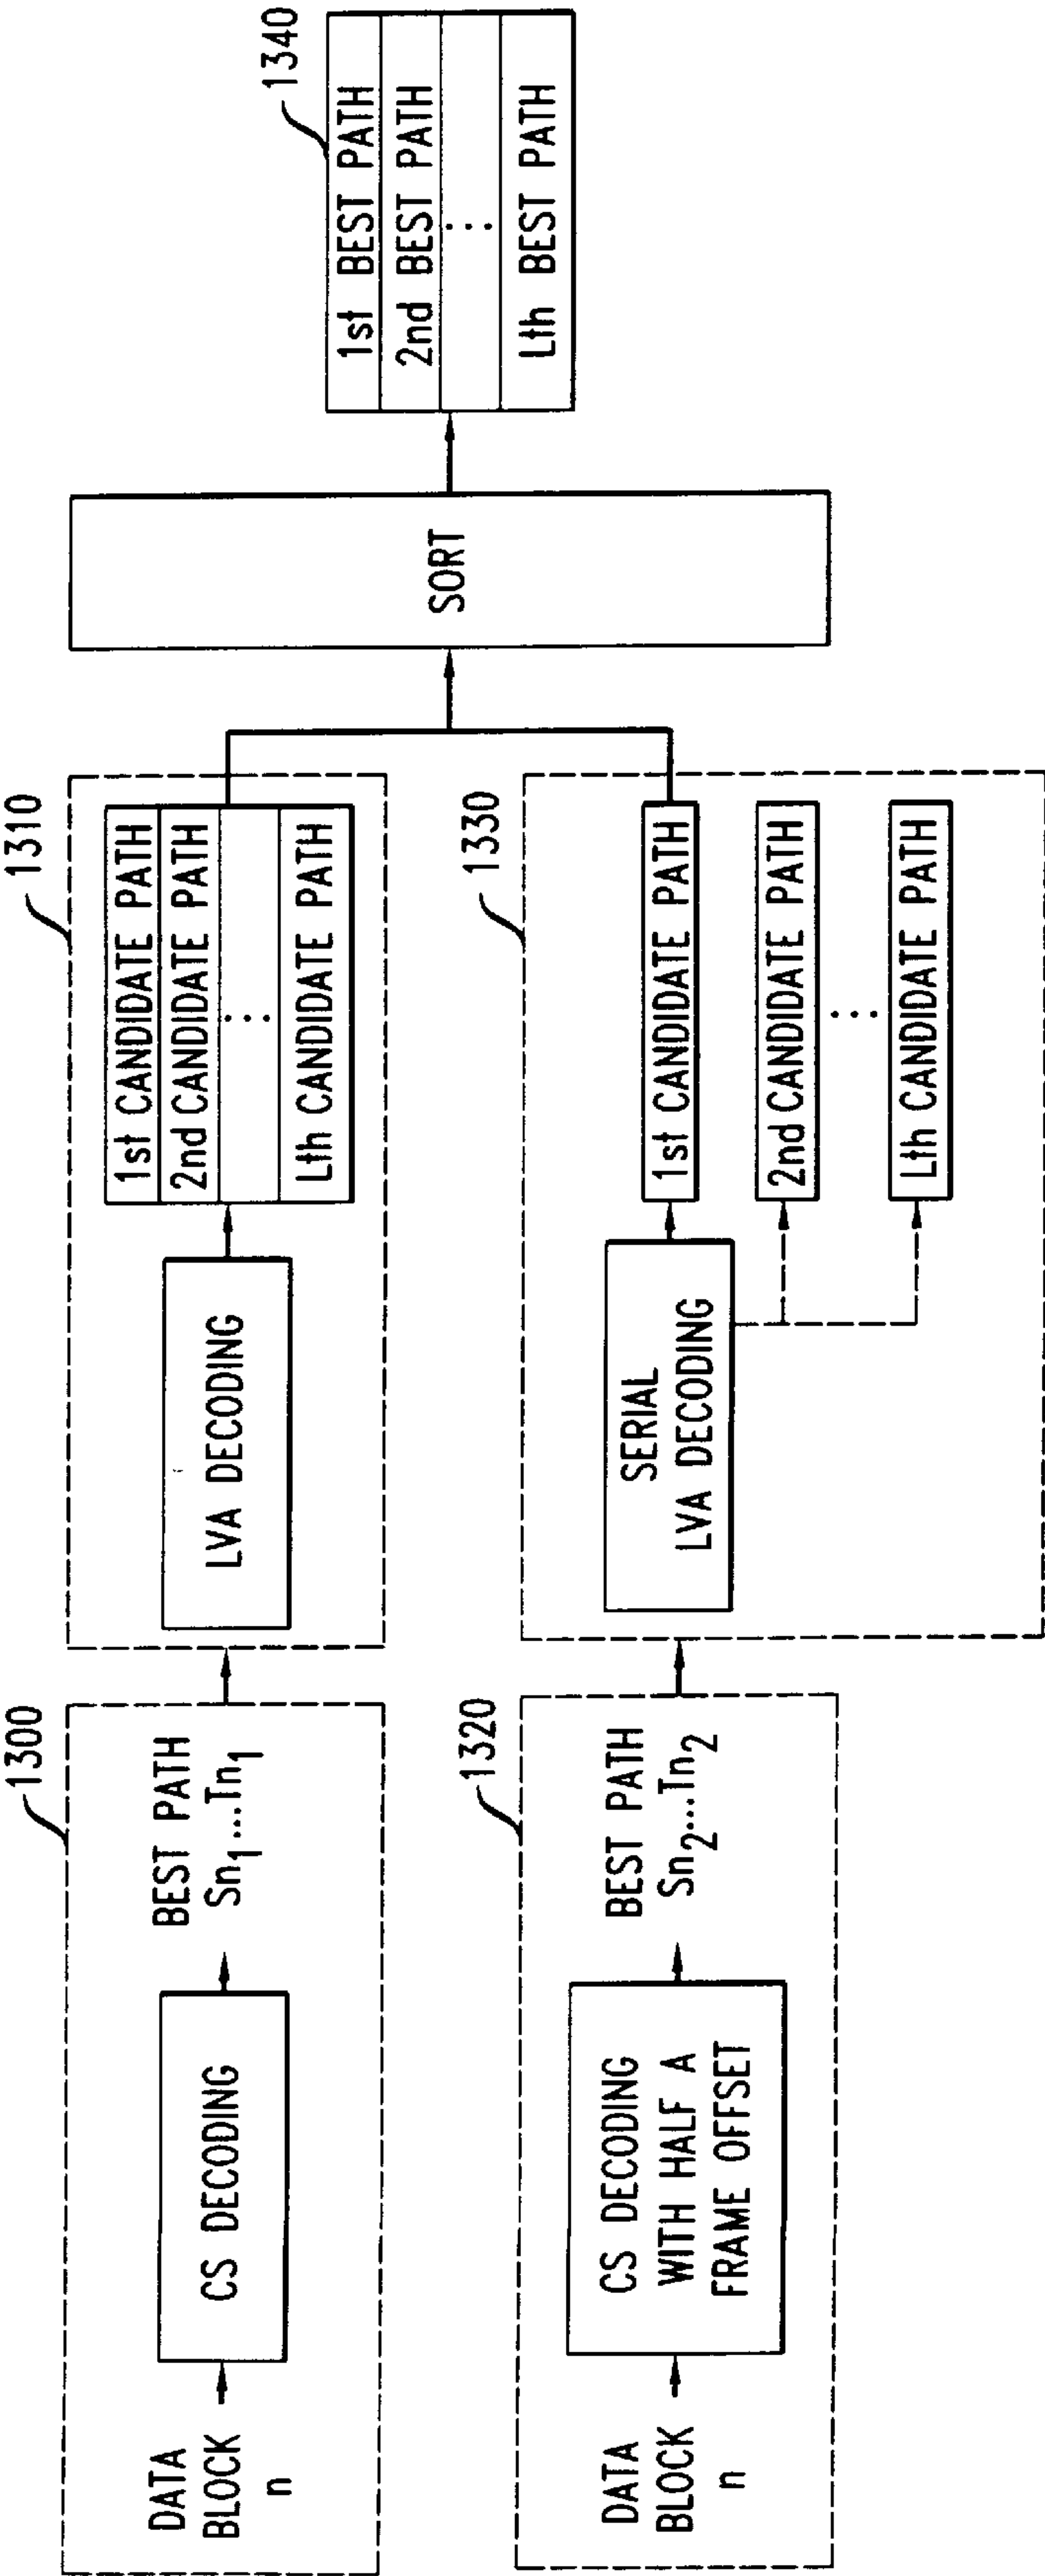 1300
DATA
BLOCK
n
CS DECODING
BEST PATH
Sn₁...Tn₁
1310
LVA DECODING
1st CANDIDATE PATH
2nd CANDIDATE PATH
...
Lth CANDIDATE PATH
1320
DATA
BLOCK
n
CS DECODING
WITH HALF A
FRAME OFFSET
BEST PATH
Sn₂...Tn₂
1330
SERIAL
LVA DECODING
1st CANDIDATE PATH
2nd CANDIDATE PATH
...
Lth CANDIDATE PATH
SORT
1340
1st BEST PATH
2nd BEST PATH
...
Lth BEST PATH